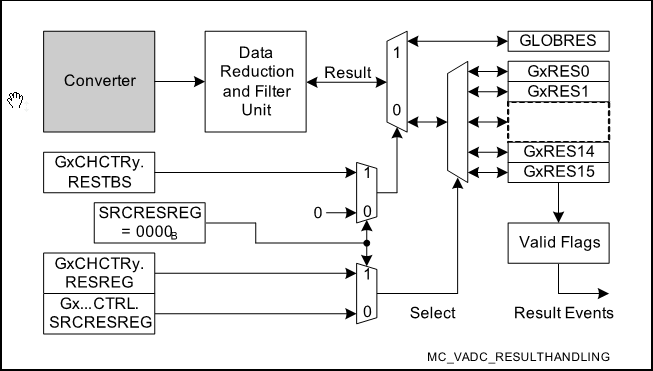 Converter
Data
Reduction
and Filter
Unit
Result
1
0
GLOBRES
GxRES0
GxRES1
GxRES14
GxRES15
GxCHCTRy.
RESTBS
1
0
0
SRCRESREG
= 0000B
Valid Flags
GxCHCTRy.
RESREG
Gx...CTRL.
SRCRESREG
1
0
Select
Result Events
MC_VADC_RESULTHANDLING